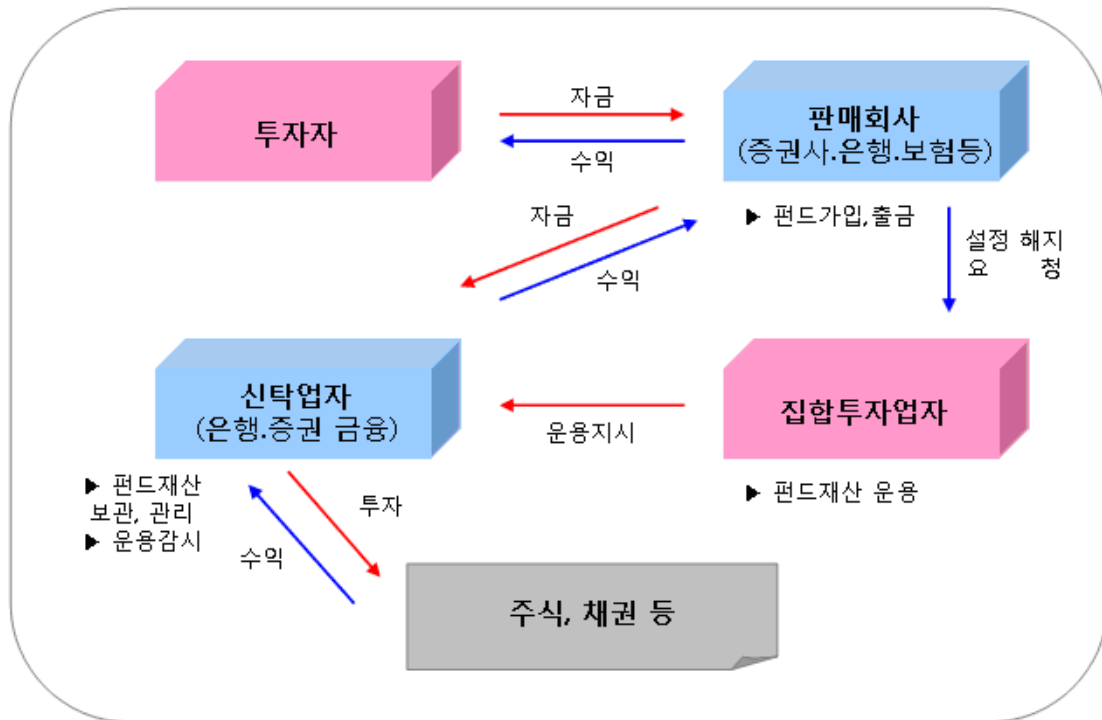 투자자
자금
수익
판매회사
(증권사.은행.보험등)
▶ 펀드가입,출금
자금
수익
설정 해지
요 청
신탁업자
(은행.증권 금융)
▶ 펀드재산
보관, 관리
▶ 운용감시
운용지시
집합투자업자
▶ 펀드재산 운용
투자
수익
주식, 채권 등